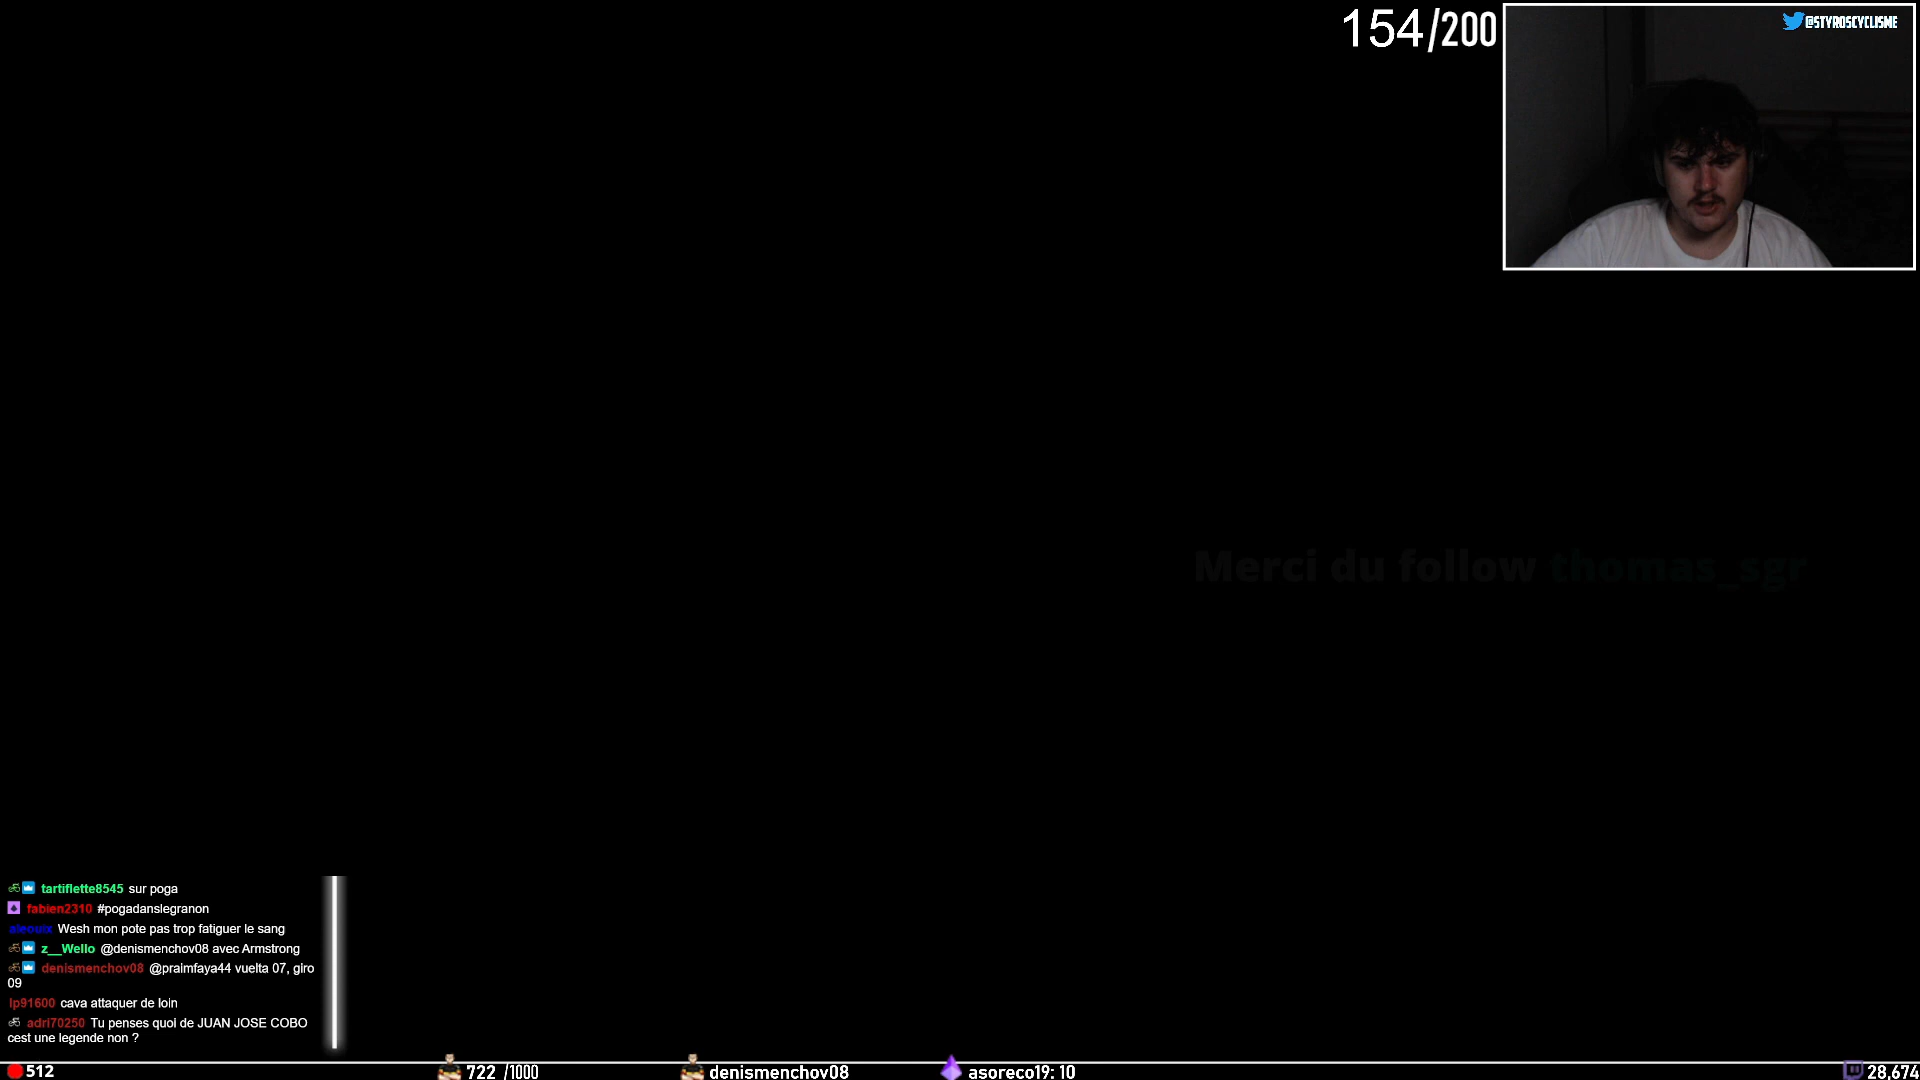 154/200
@STYROSCYCLISME
Merci du follow thomas_sgr
tartiflette8545 sur poga
fabien2310 #pogadanslegranon
aleouix Wesh mon pote pas trop fatiguer le sang
z__Wello @denismenchov08 avec Armstrong
denismenchov08 @praimfaya44 vuelta 07, giro
09
lp91600 cava attaquer de loin
adri70250 Tu penses quoi de JUAN JOSE COBO
cest une legende non ?
512
722 /1000
denismenchov08
asoreco19: 10
28,674